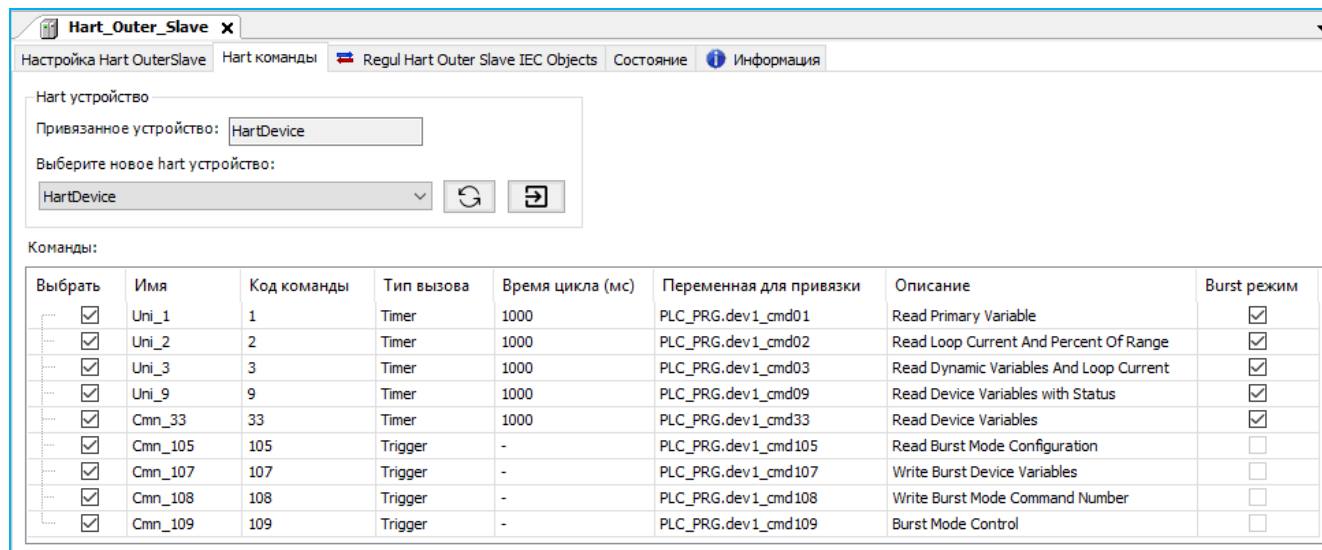 Hart_Outer_Slave X
Настройка Hart OuterSlave Hart команды Regul Hart Outer Slave IEC Objects Состояние Информация
Hart устройство
Привязанное устройство: HartDevice
Выберите новое hart устройство:
HartDevice
Команды:
Выбрать Имя Код команды Тип вызова Время цикла (мс) Переменная для привязки Описание Burst режим
Uni_1 1 Timer 1000 PLC_PRG.dev1_cmd01 Read Primary Variable
Uni_2 2 Timer 1000 PLC_PRG.dev1_cmd02 Read Loop Current And Percent Of Range
Uni_3 3 Timer 1000 PLC_PRG.dev1_cmd03 Read Dynamic Variables And Loop Current
Uni_9 9 Timer 1000 PLC_PRG.dev1_cmd09 Read Device Variables with Status
Cmn_33 33 Timer 1000 PLC_PRG.dev1_cmd33 Read Device Variables
Cmn_105 105 Trigger - PLC_PRG.dev1_cmd105 Read Burst Mode Configuration
Cmn_107 107 Trigger - PLC_PRG.dev1_cmd107 Write Burst Device Variables
Cmn_108 108 Trigger - PLC_PRG.dev1_cmd108 Write Burst Mode Command Number
Cmn_109 109 Trigger - PLC_PRG.dev1_cmd109 Burst Mode Control